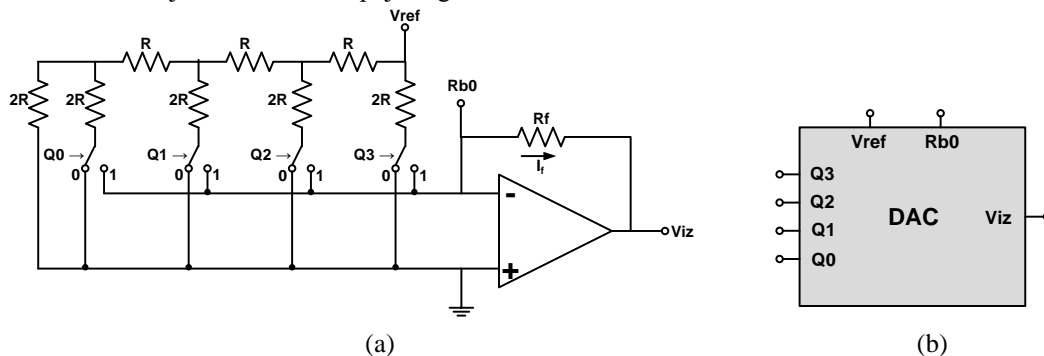 Vref
R R R
Rb0
2R 2R 2R 2R 2R
Rf
Q0 → Q1 → Q2 → Q3 →
If
0 1 0 1 0 1 0 1
-
+
Viz
(a)
Vref Rb0
Q3
Q2
Q1
Q0
DAC
Viz
(b)